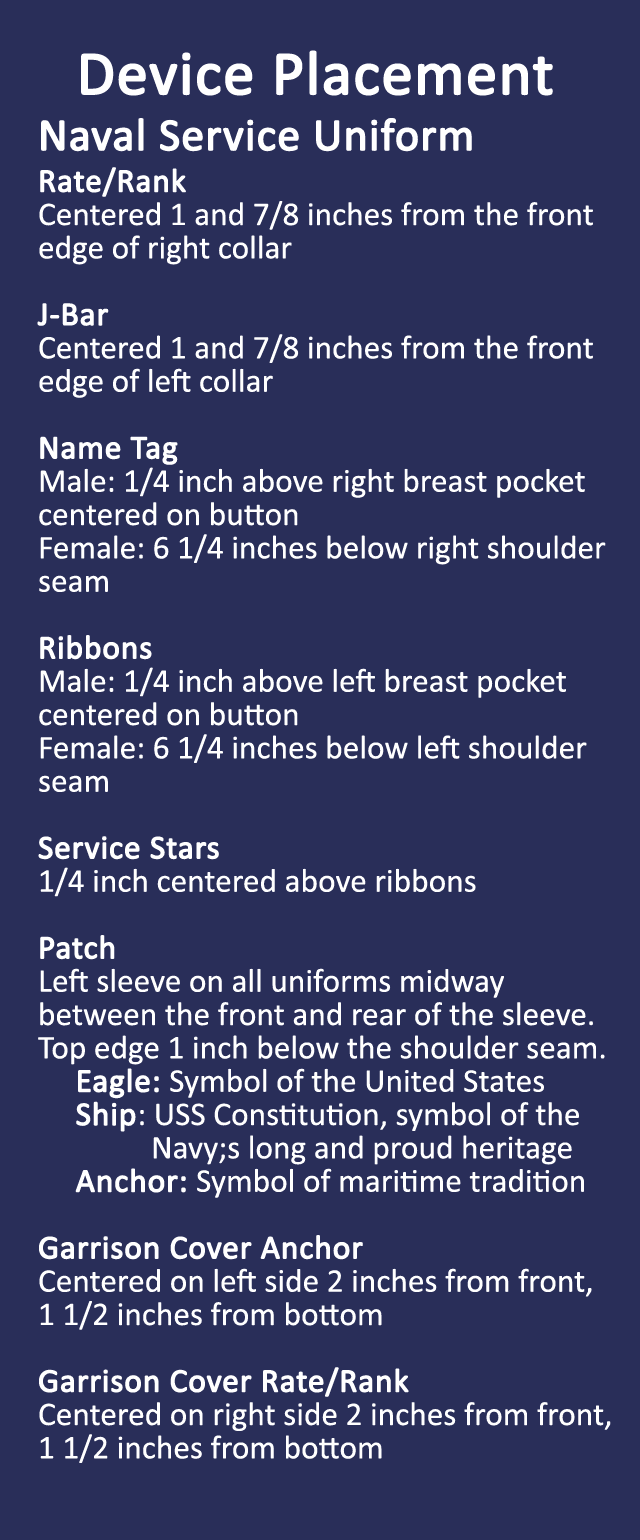 Device Placement
Naval Service Uniform
Rate/Rank
Centered 1 and 7/8 inches from the front
edge of right collar
J-Bar
Centered 1 and 7/8 inches from the front
edge of left collar
Name Tag
Male: 1/4 inch above right breast pocket
centered on button
Female: 6 1/4 inches below right shoulder
seam
Ribbons
Male: 1/4 inch above left breast pocket
centered on button
Female: 6 1/4 inches below left shoulder
seam
Service Stars
1/4 inch centered above ribbons
Patch
Left sleeve on all uniforms midway
between the front and rear of the sleeve.
Top edge 1 inch below the shoulder seam.
Eagle: Symbol of the United States
Ship: USS Constitution, symbol of the
Navy;s long and proud heritage
Anchor: Symbol of maritime tradition
Garrison Cover Anchor
Centered on left side 2 inches from front,
1 1/2 inches from bottom
Garrison Cover Rate/Rank
Centered on right side 2 inches from front,
1 1/2 inches from bottom